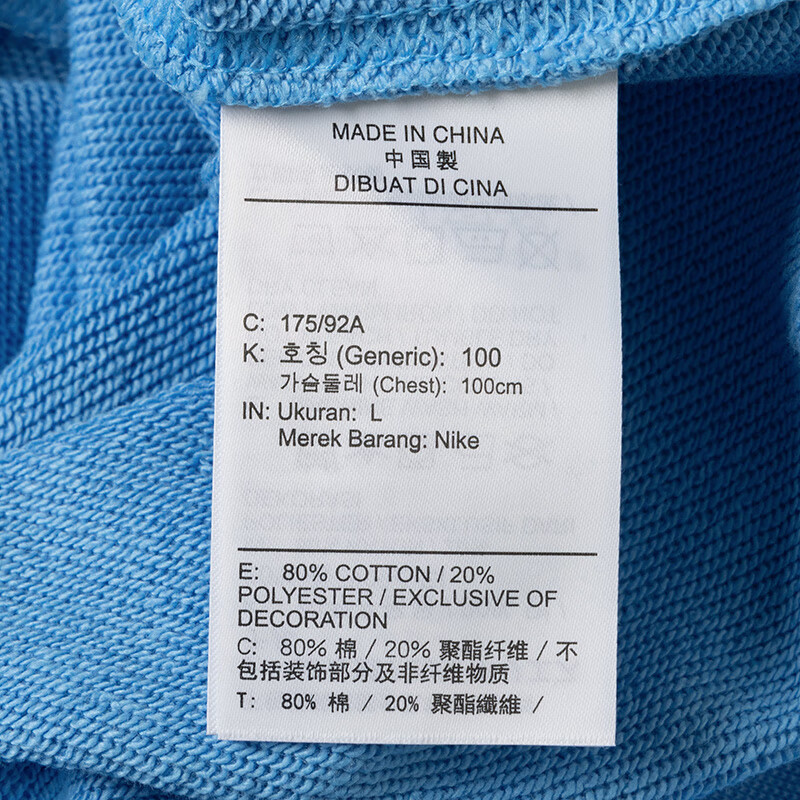 MADE IN CHINA
中国製
DIBUAT DI CINA
C: 175/92A
K: 호칭 (Generic): 100
가슴둘레 (Chest): 100cm
IN: Ukuran: L
Merek Barang: Nike
E: 80% COTTON / 20%
POLYESTER / EXCLUSIVE OF
DECORATION
C: 80% 棉 / 20% 聚酯纤维 / 不
包括装饰部分及非纤维物质
T: 80% 棉 / 20% 聚酯纖維 /